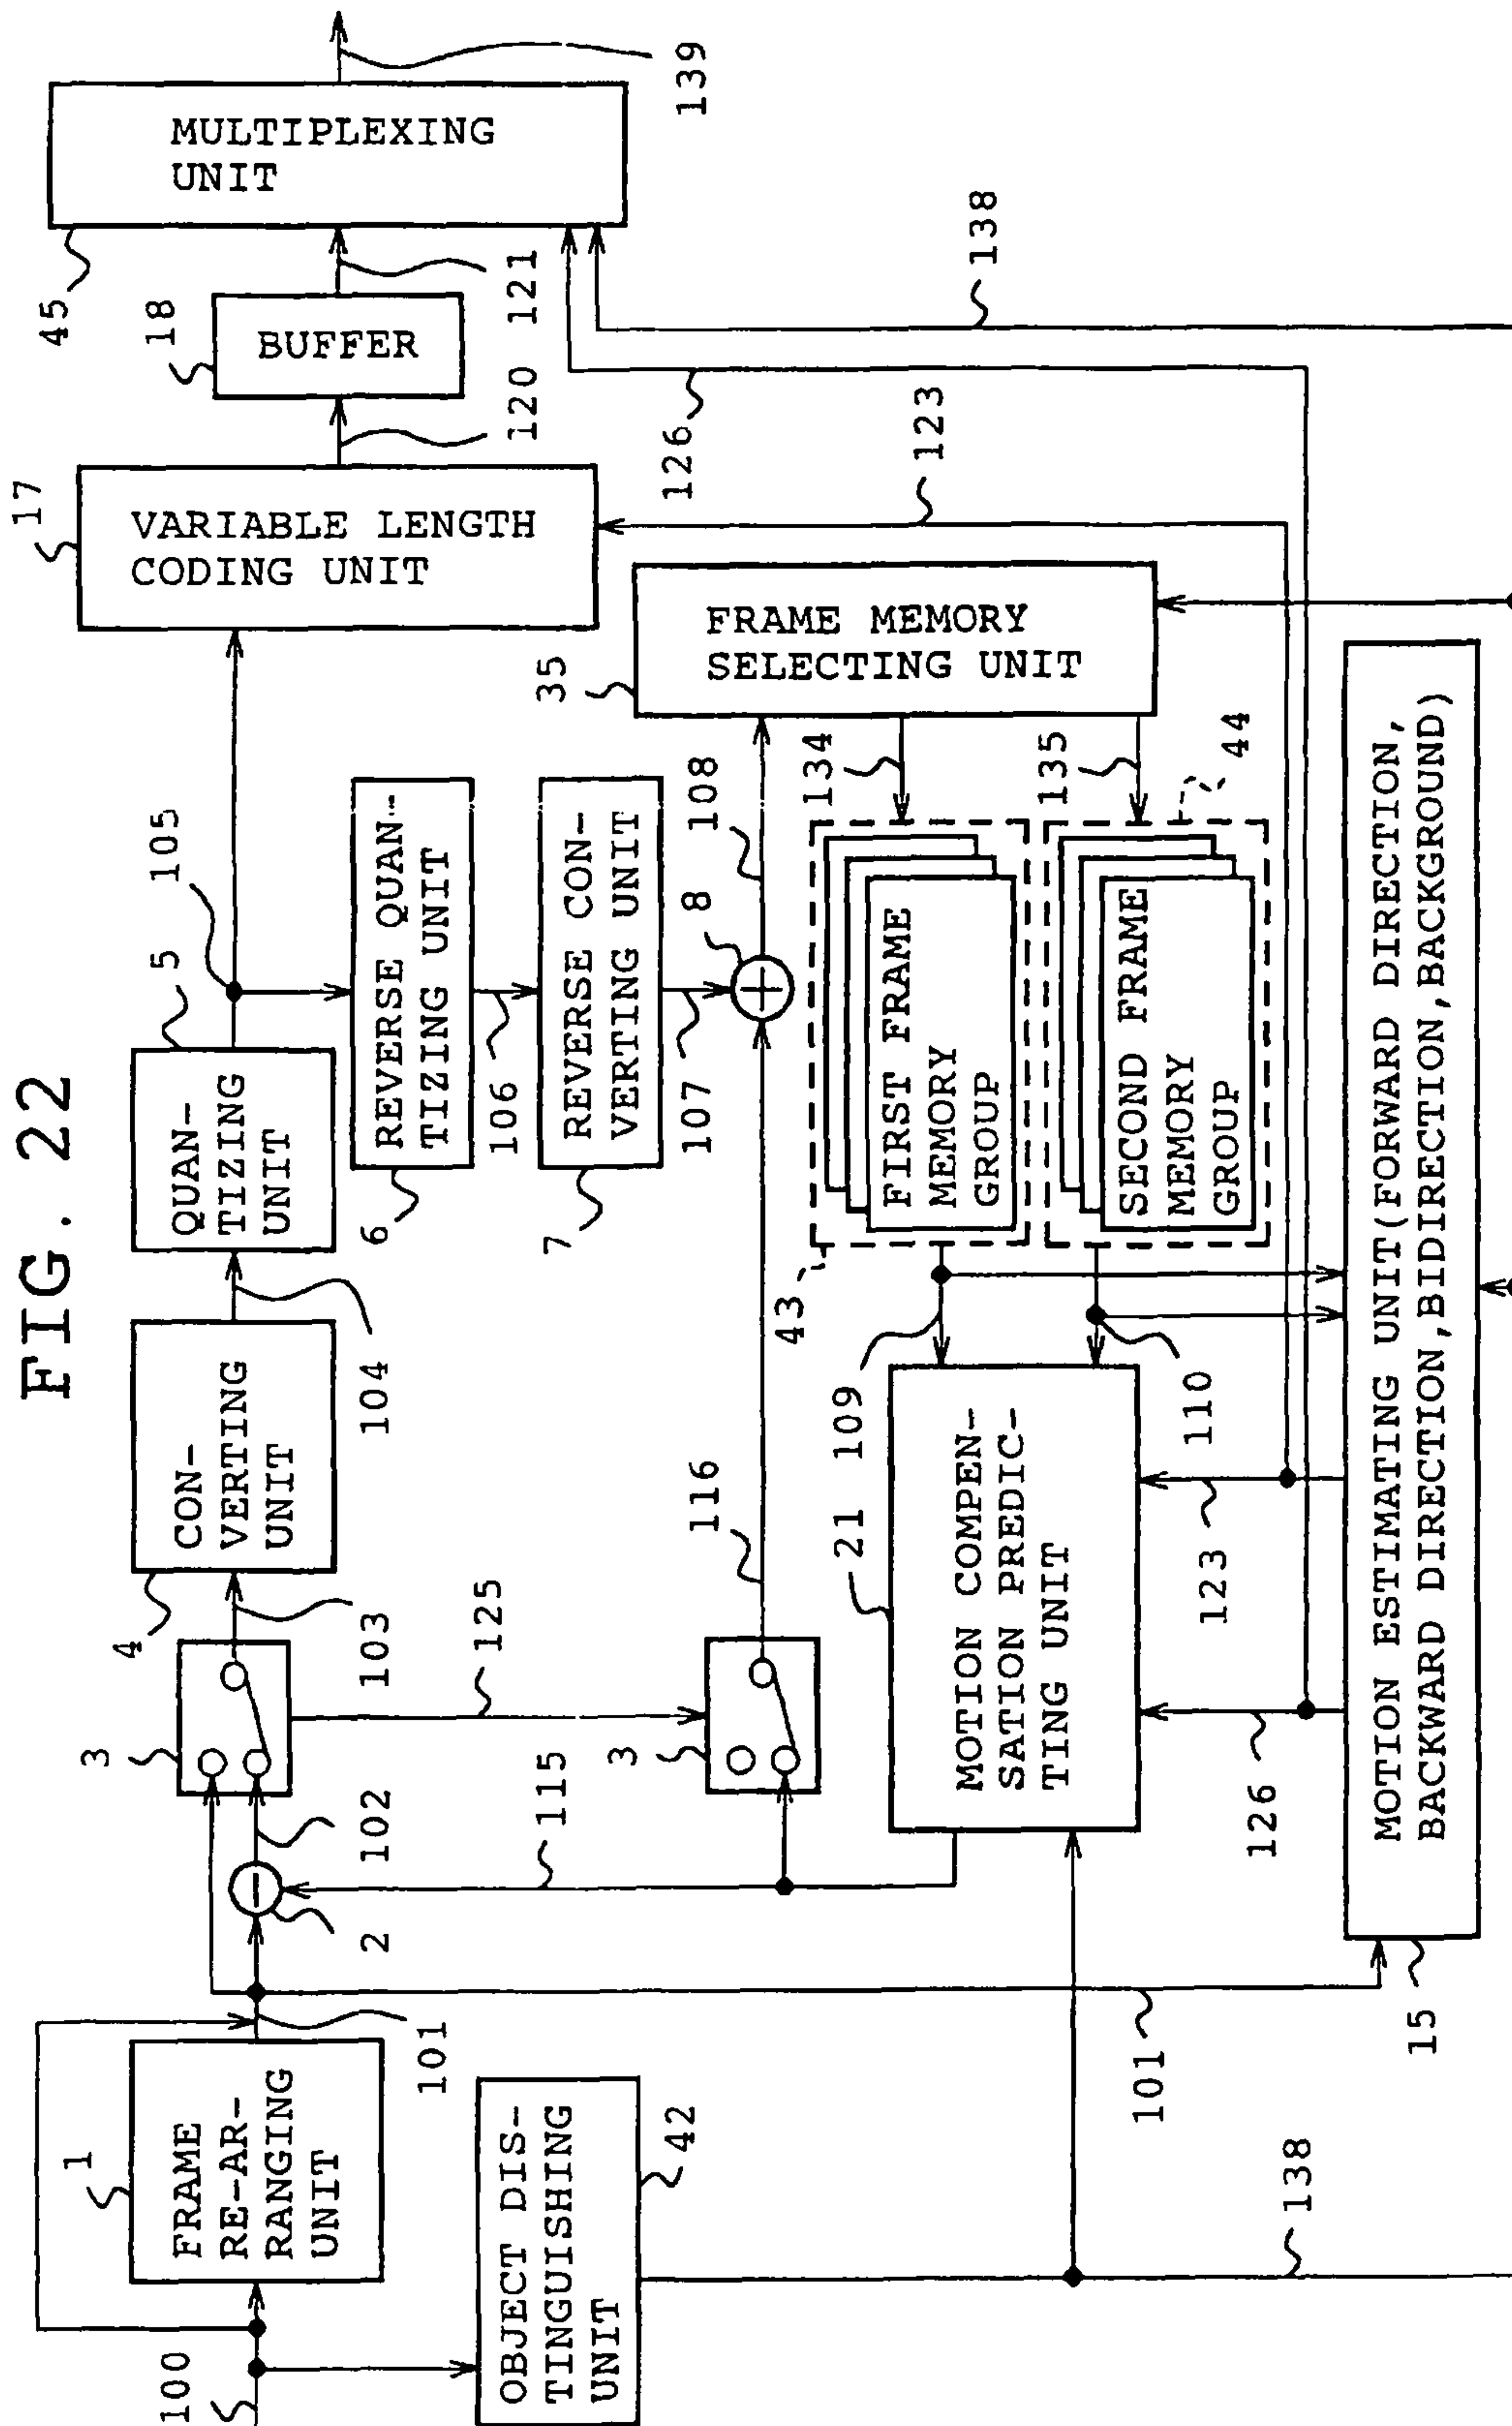 FIG. 22
100
1
FRAME
RE-AR-
RANGING
UNIT
101
2
102
3
103
4
CON-
VERTING
UNIT
104
5
QUAN-
TIZING
UNIT
105
17
VARIABLE LENGTH
CODING UNIT
120
18
BUFFER
121
45
MULTIPLEXING
UNIT
139
OBJECT DIS-
TINGUISHING
UNIT
42
115
125
3
116
6
REVERSE QUAN-
TIZING UNIT
106
7
REVERSE CON-
VERTING UNIT
107
8
108
35
FRAME MEMORY
SELECTING UNIT
126
123
138
134
135
43
FIRST FRAME
MEMORY
GROUP
44
SECOND FRAME
MEMORY
GROUP
21
109
110
MOTION COMPEN-
SATION PREDIC-
TING UNIT
126
123
101
138
15
MOTION ESTIMATING UNIT(FORWARD DIRECTION,
BACKWARD DIRECTION,BIDIRECTION,BACKGROUND)